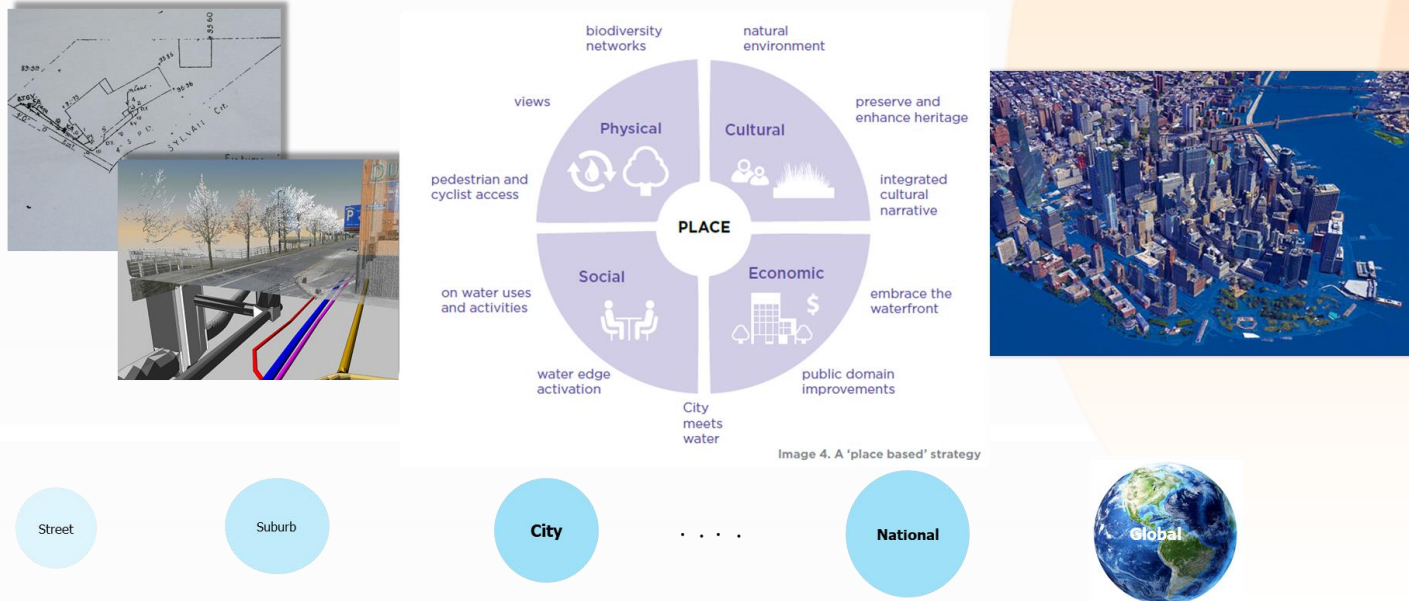 SYLVAN Cres.
P
biodiversity
networks
natural
environment
views
preserve and
enhance heritage
Physical
Cultural
pedestrian and
cyclist access
integrated
cultural
narrative
PLACE
Social
Economic
$
on water uses
and activities
embrace the
waterfront
water edge
activation
public domain
improvements
City
meets
water
Image 4. A ‘place based’ strategy
Street
Suburb
City
. . . .
National
Global